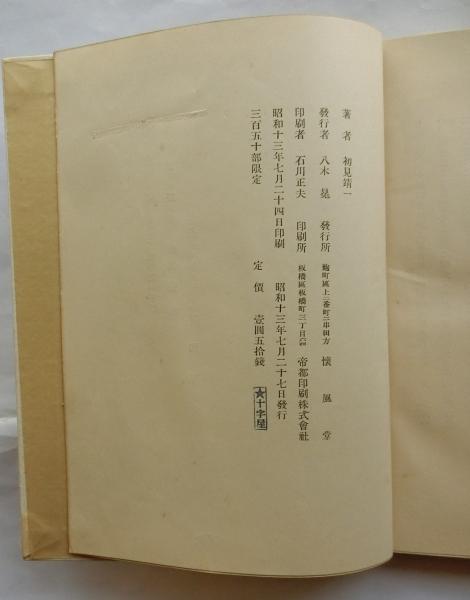 著者 初見靖一
發行者 八木晃 發行所 麴町區上二番町二串田方 懷風堂
印刷者 石川正夫 印刷所 板橋區板橋町三丁目 帝都印刷株式會社
昭和十三年七月二十四日印刷 昭和十三年七月二十七日發行
三百五十部限定 定價 壹圓五拾錢 ★十字星